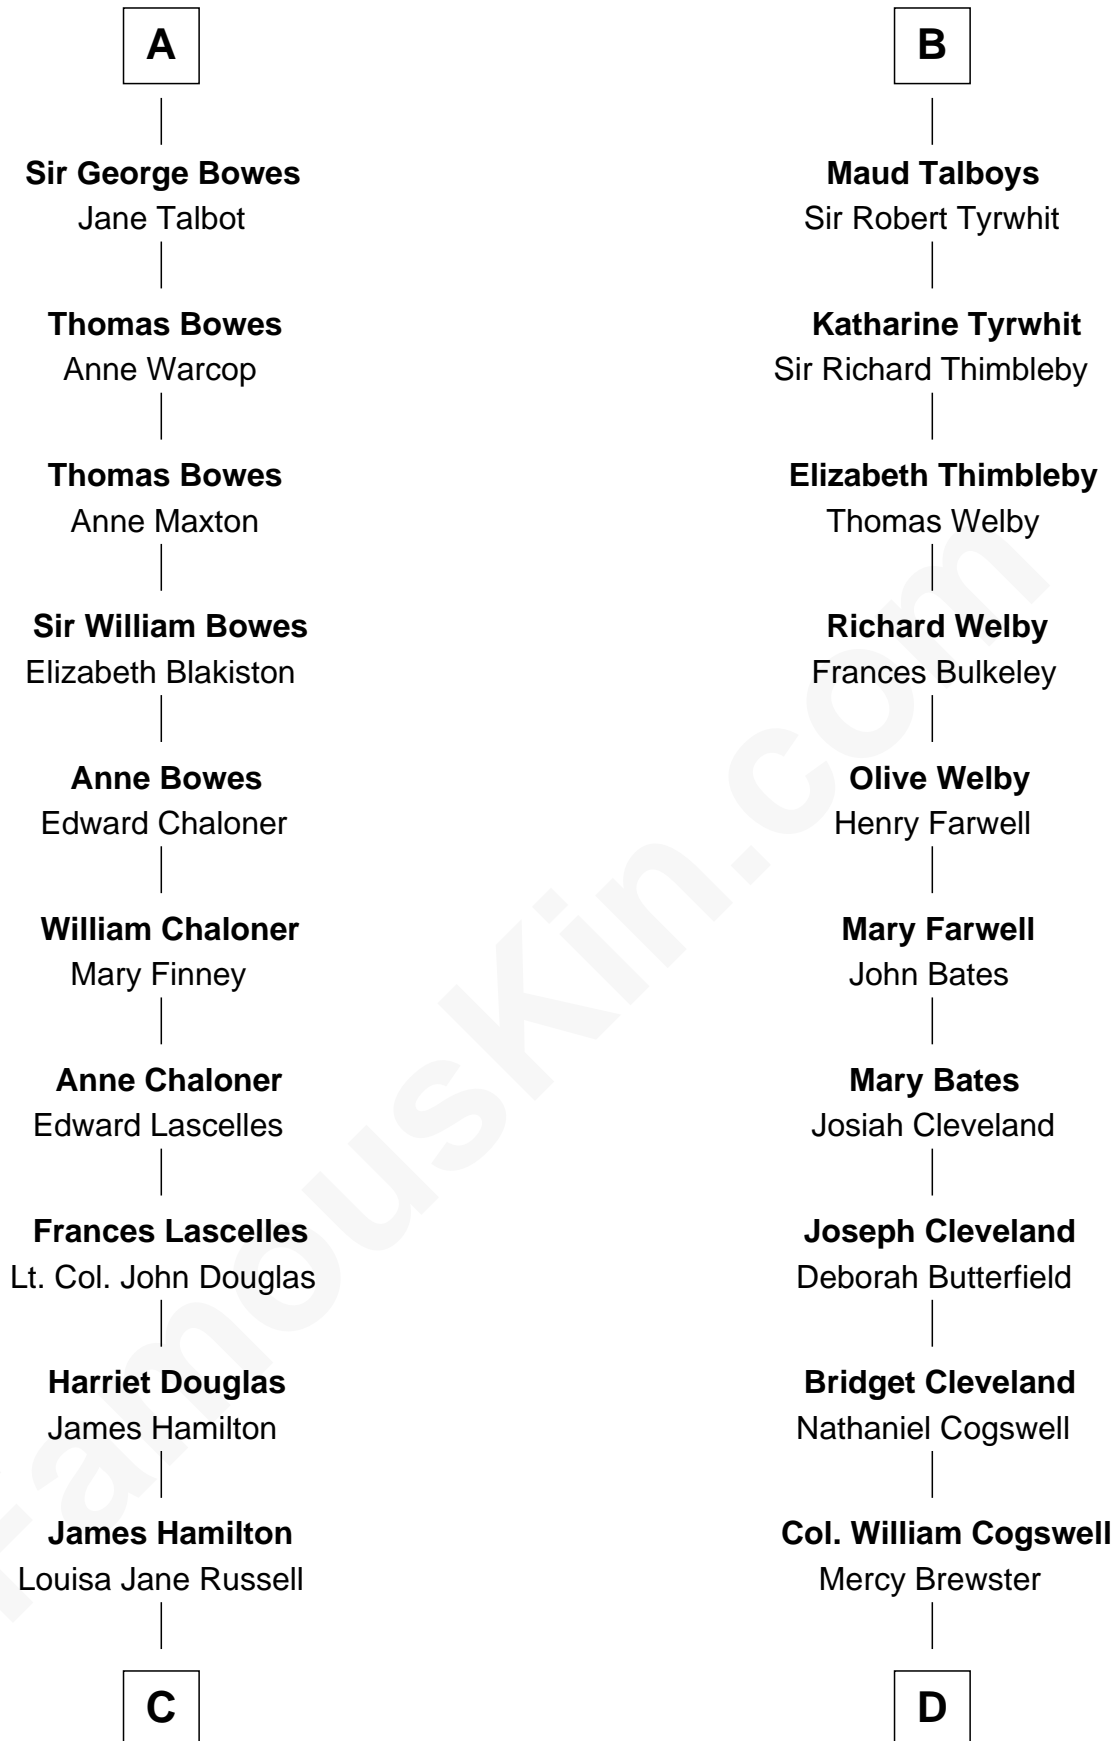 A
Sir George Bowes
Jane Talbot
Thomas Bowes
Anne Warcop
Thomas Bowes
Anne Maxton
Sir William Bowes
Elizabeth Blakiston
Anne Bowes
Edward Chaloner
William Chaloner
Mary Finney
Anne Chaloner
Edward Lascelles
Frances Lascelles
Lt. Col. John Douglas
Harriet Douglas
James Hamilton
James Hamilton
Louisa Jane Russell
C
B
Maud Talboys
Sir Robert Tyrwhit
Katharine Tyrwhit
Sir Richard Thimbleby
Elizabeth Thimbleby
Thomas Welby
Richard Welby
Frances Bulkeley
Olive Welby
Henry Farwell
Mary Farwell
John Bates
Mary Bates
Josiah Cleveland
Joseph Cleveland
Deborah Butterfield
Bridget Cleveland
Nathaniel Cogswell
Col. William Cogswell
Mercy Brewster
D
FamousKin.com